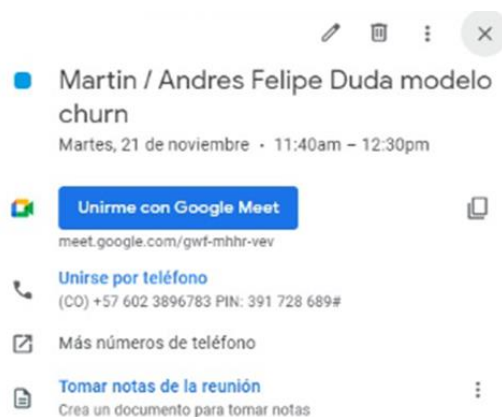 Martin / Andres Felipe Duda modelo
churn
Martes, 21 de noviembre · 11:40am – 12:30pm
Unirme con Google Meet
meet.google.com/gwf-mhhr-vev
Unirse por teléfono
(CO) +57 602 3896783 PIN: 391 728 689#
Más números de teléfono
Tomar notas de la reunión
Crea un documento para tomar notas